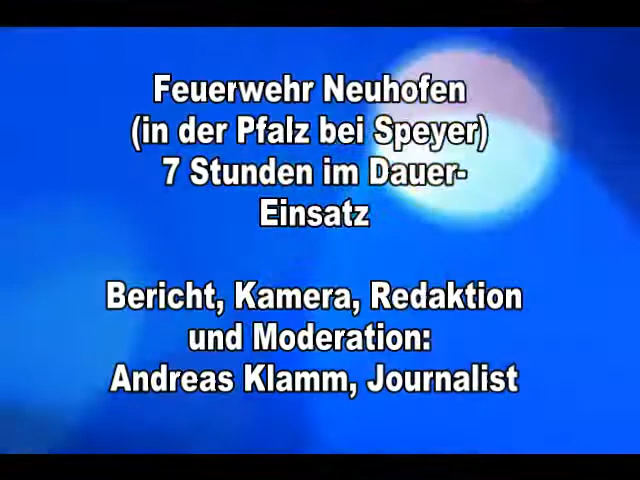 Feuerwehr Neuhofen
(in der Pfalz bei Speyer)
7 Stunden im Dauer-
Einsatz
Bericht, Kamera, Redaktion
und Moderation:
Andreas Klamm, Journalist